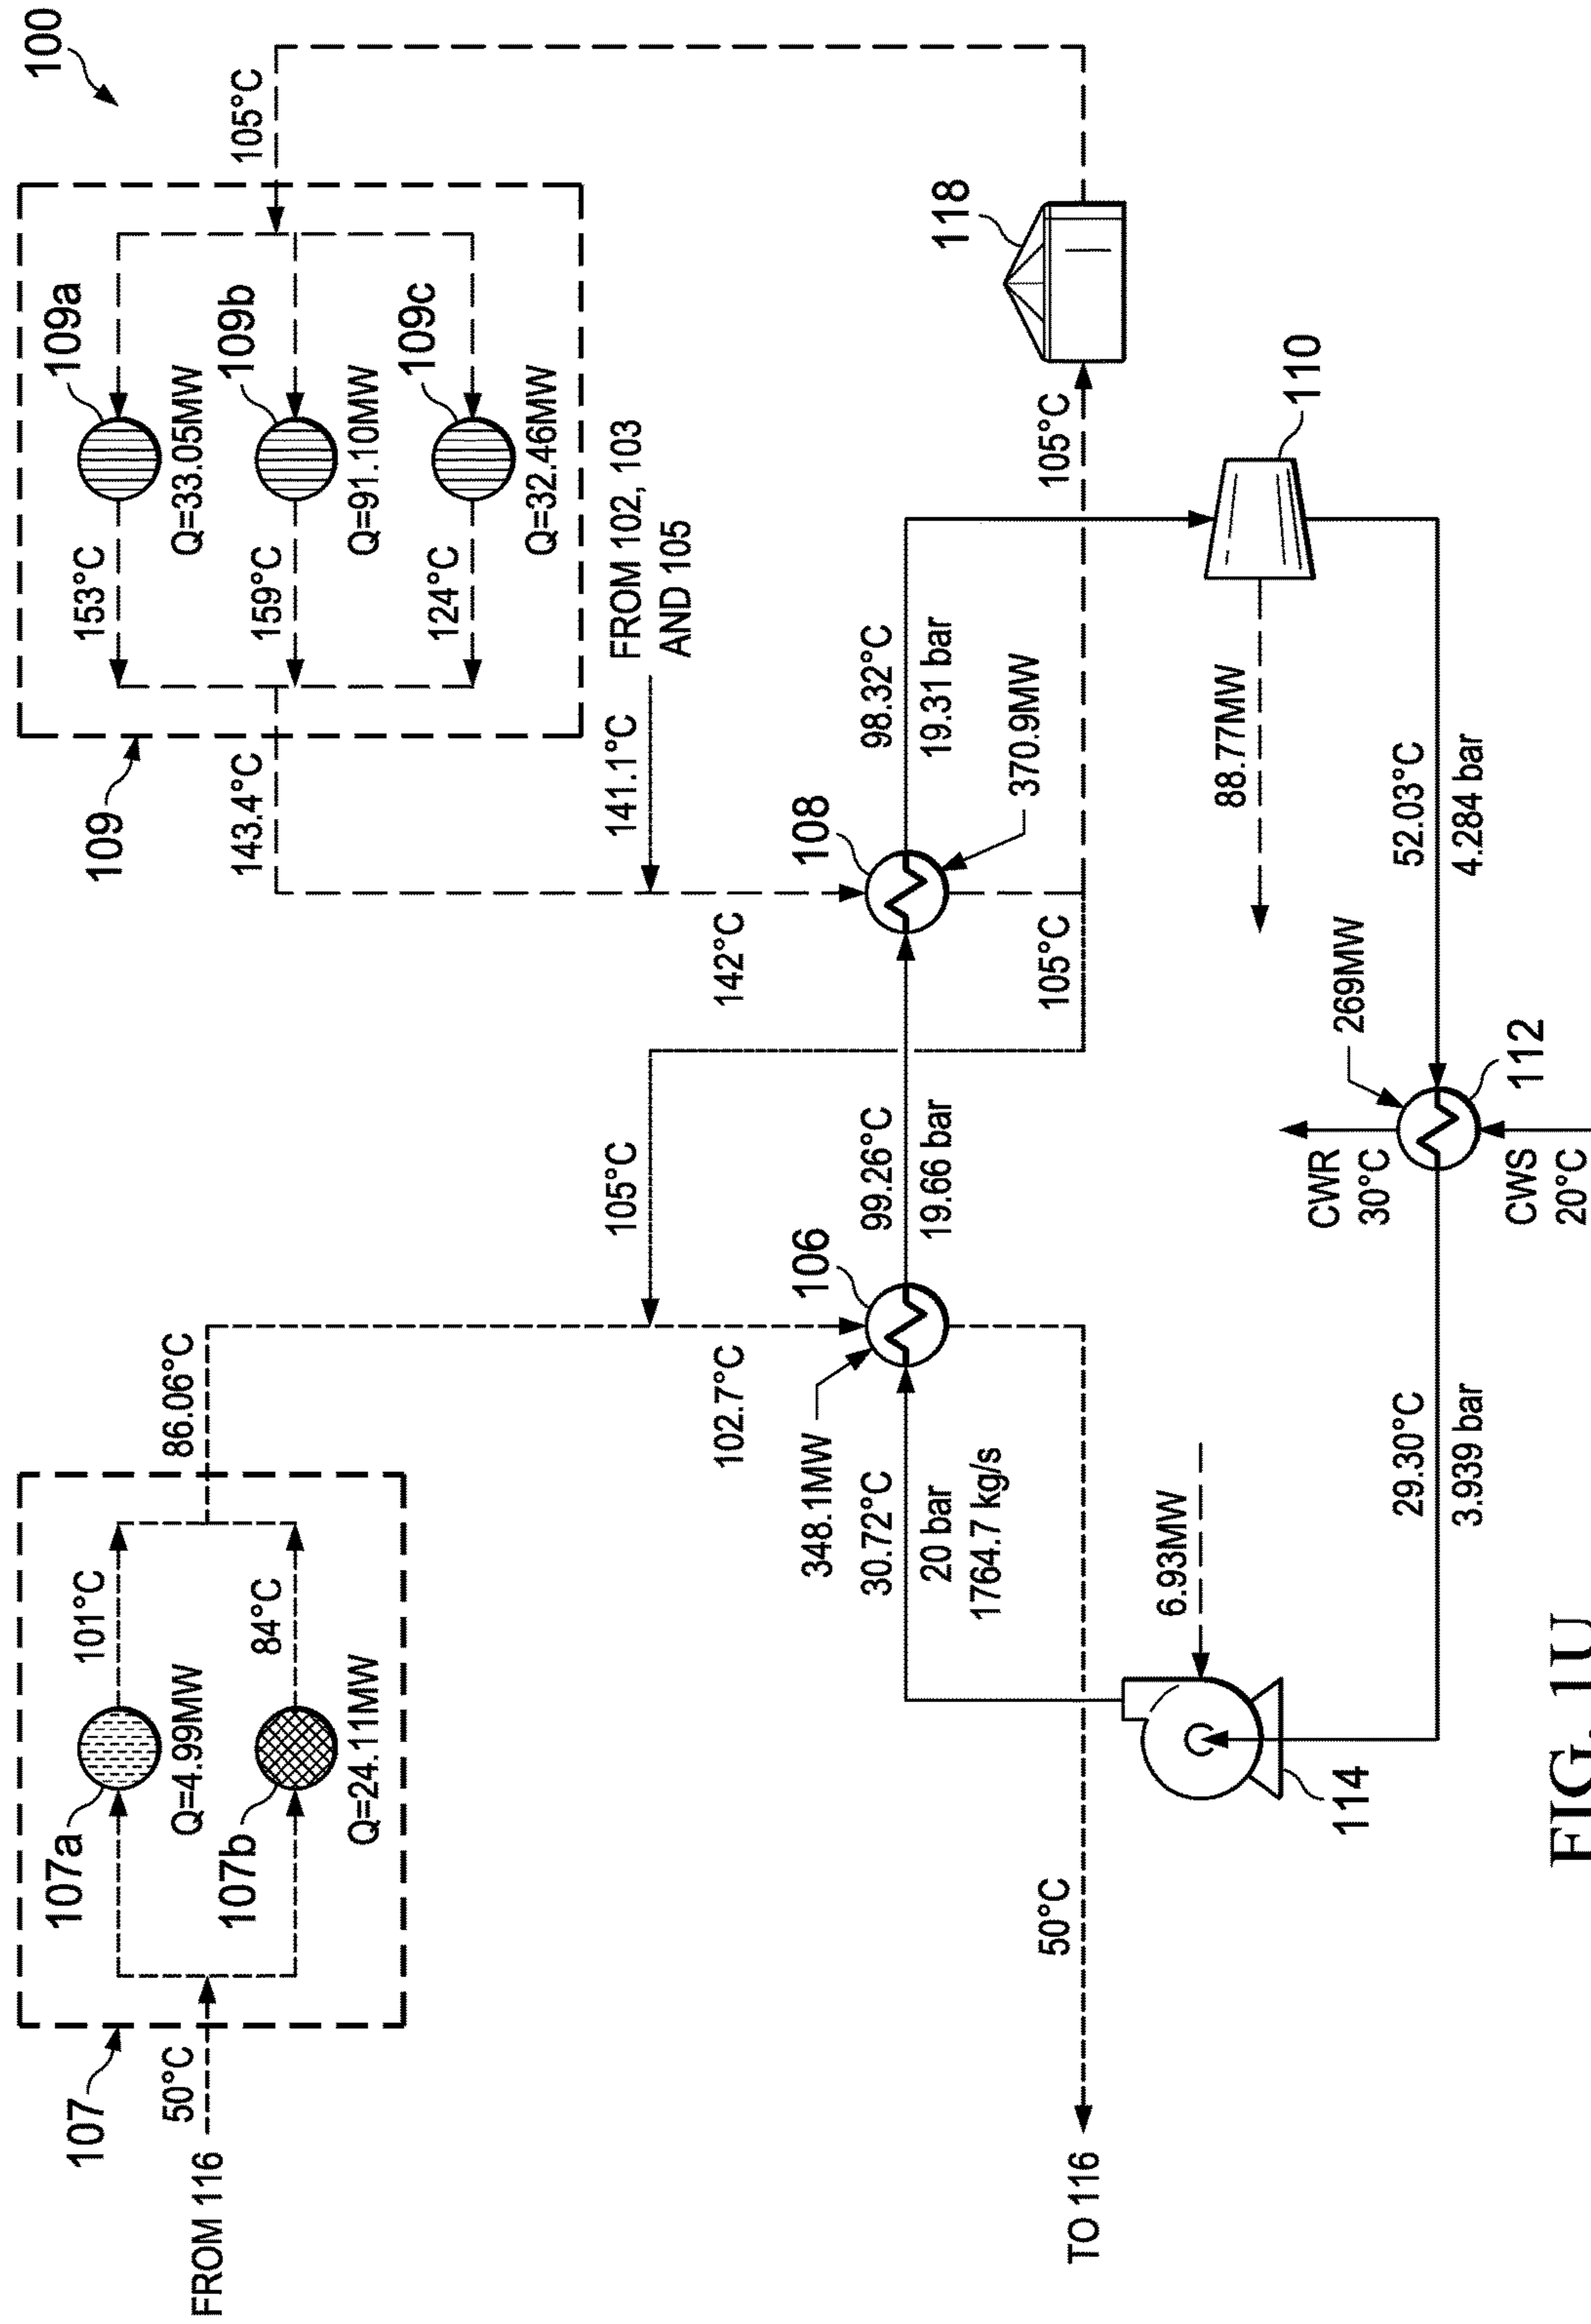 100
107
107a
101°C
Q=4.99MW
107b
84°C
Q=24.11MW
50°C
FROM 116
86.06°C
109
109a
153°C
Q=33.05MW
109b
159°C
Q=91.10MW
109c
124°C
Q=32.46MW
105°C
143.4°C
141.1°C
FROM 102, 103
AND 105
105°C
102.7°C
142°C
348.1MW
106
108
30.72°C
20 bar
1764.7 kg/s
99.26°C
19.66 bar
98.32°C
19.31 bar
370.9MW
118
50°C
TO 116
105°C
105°C
6.93MW
114
88.77MW
110
CWR
30°C
269MW
29.30°C
3.939 bar
52.03°C
4.284 bar
112
CWS
20°C
FIG. 1U